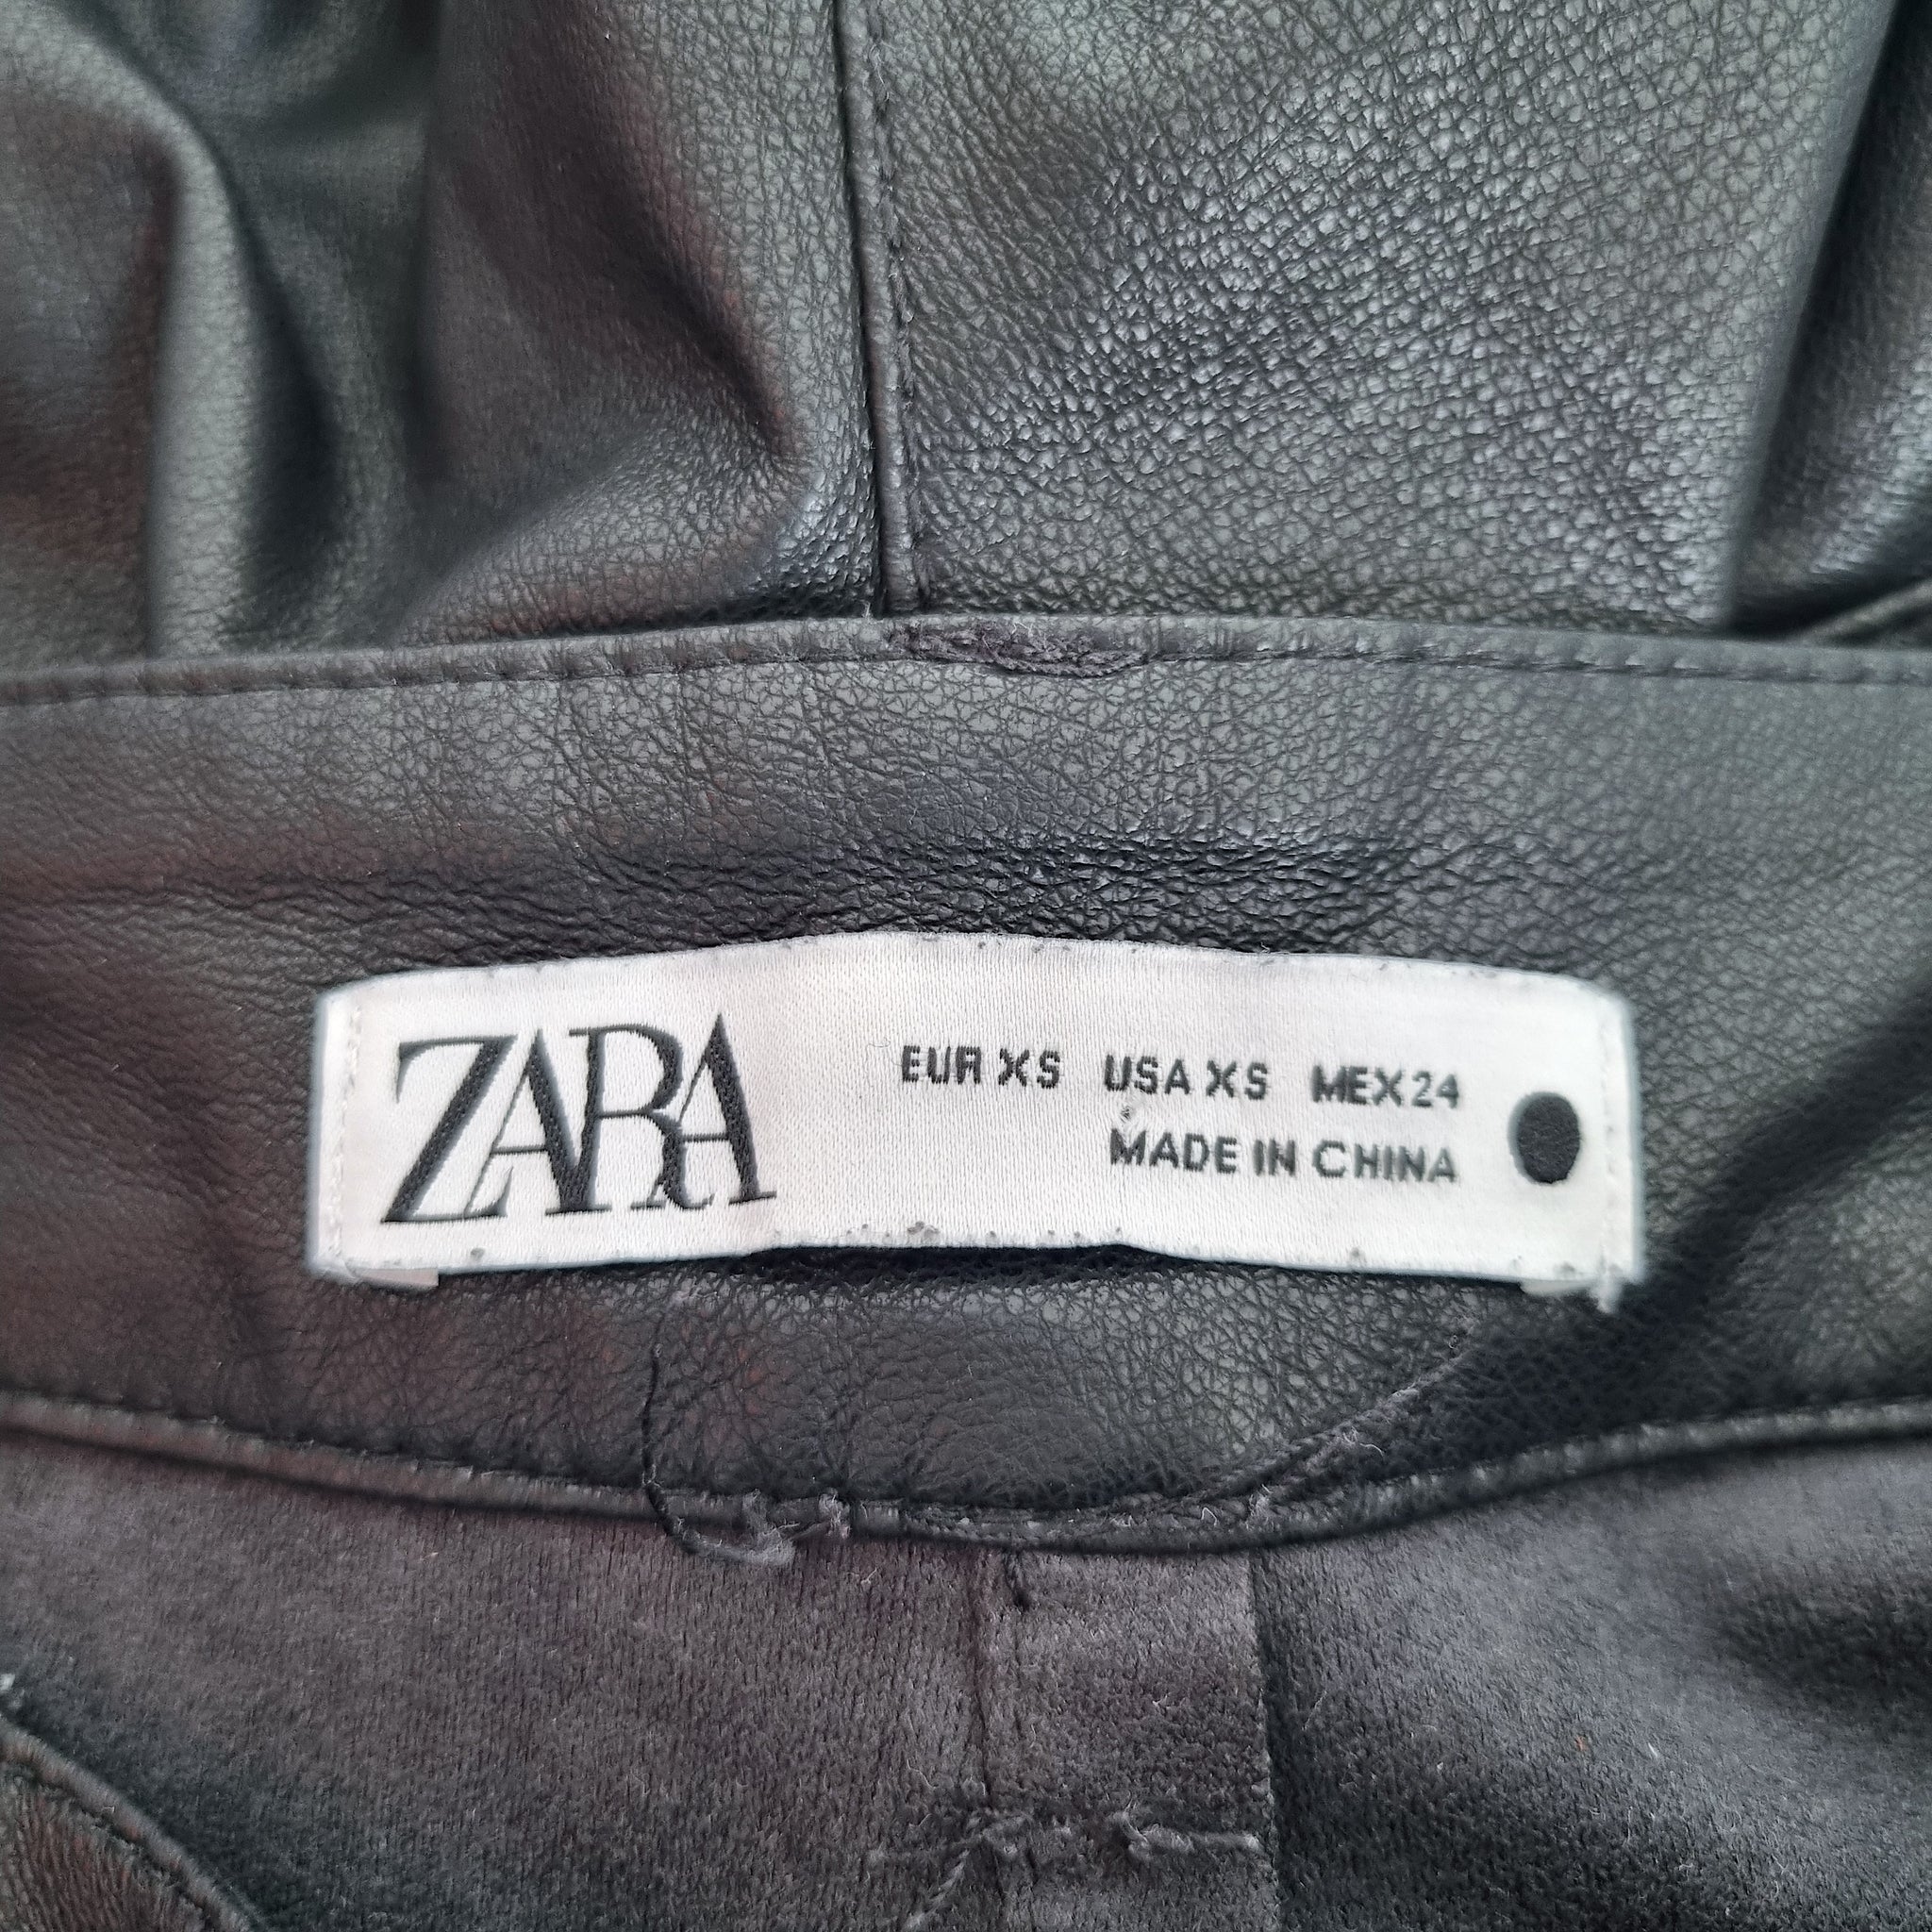 ZARA
EUR XS USA XS MEX 24
MADE IN CHINA